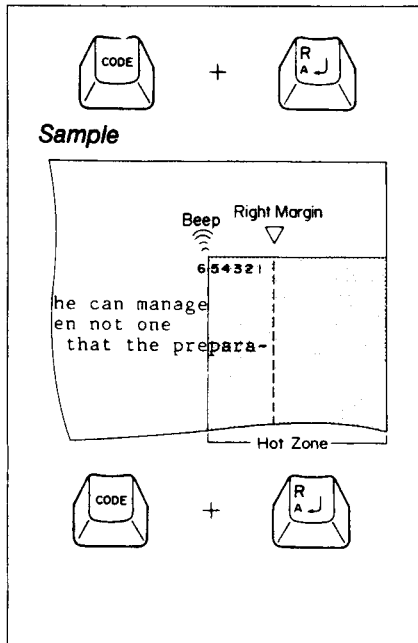 CODE + R
A ↵
Sample
Beep Right Margin
654321
he can manage
en not one
that the prepara-
Hot Zone
CODE + R
A ↵